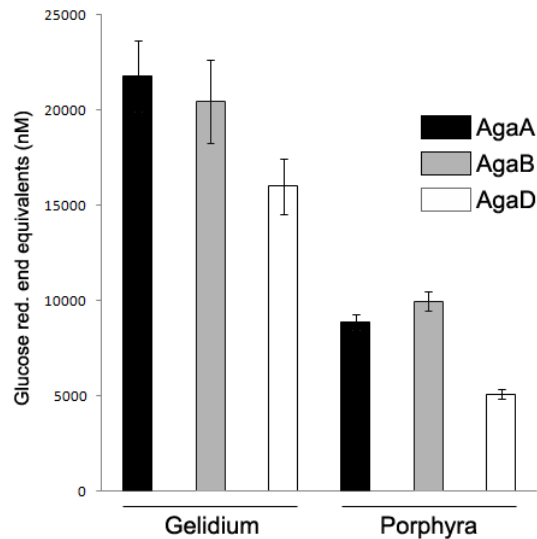 Glucose red. end equivalents (nM)
25000
20000
15000
10000
5000
0
AgaA
AgaB
AgaD
Gelidium
Porphyra